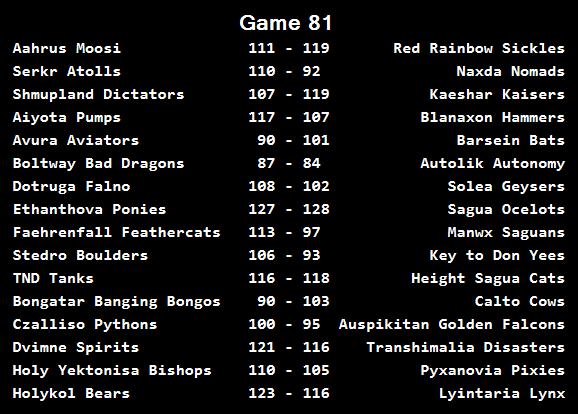 Game 81
Aahrus Moosi 111 - 119 Red Rainbow Sickles
Serkr Atolls 110 - 92 Naxda Nomads
Shmupland Dictators 107 - 119 Kaeshar Kaisers
Aiyota Pumps 117 - 107 Blanaxon Hammers
Avura Aviators 90 - 101 Barsein Bats
Boltway Bad Dragons 87 - 84 Autolik Autonomy
Dotruga Falno 108 - 102 Solea Geysers
Ethanthova Ponies 127 - 128 Sagua Ocelots
Faehrenfall Feathercats 113 - 97 Manwx Saguans
Stedro Boulders 106 - 93 Key to Don Yees
TND Tanks 116 - 118 Height Sagua Cats
Bongatar Banging Bongos 90 - 103 Calto Cows
Czalliso Pythons 100 - 95 Auspikitan Golden Falcons
Dvimne Spirits 121 - 116 Transhimalia Disasters
Holy Yektonisa Bishops 110 - 105 Pyxanovia Pixies
Holykol Bears 123 - 116 Lyintaria Lynx